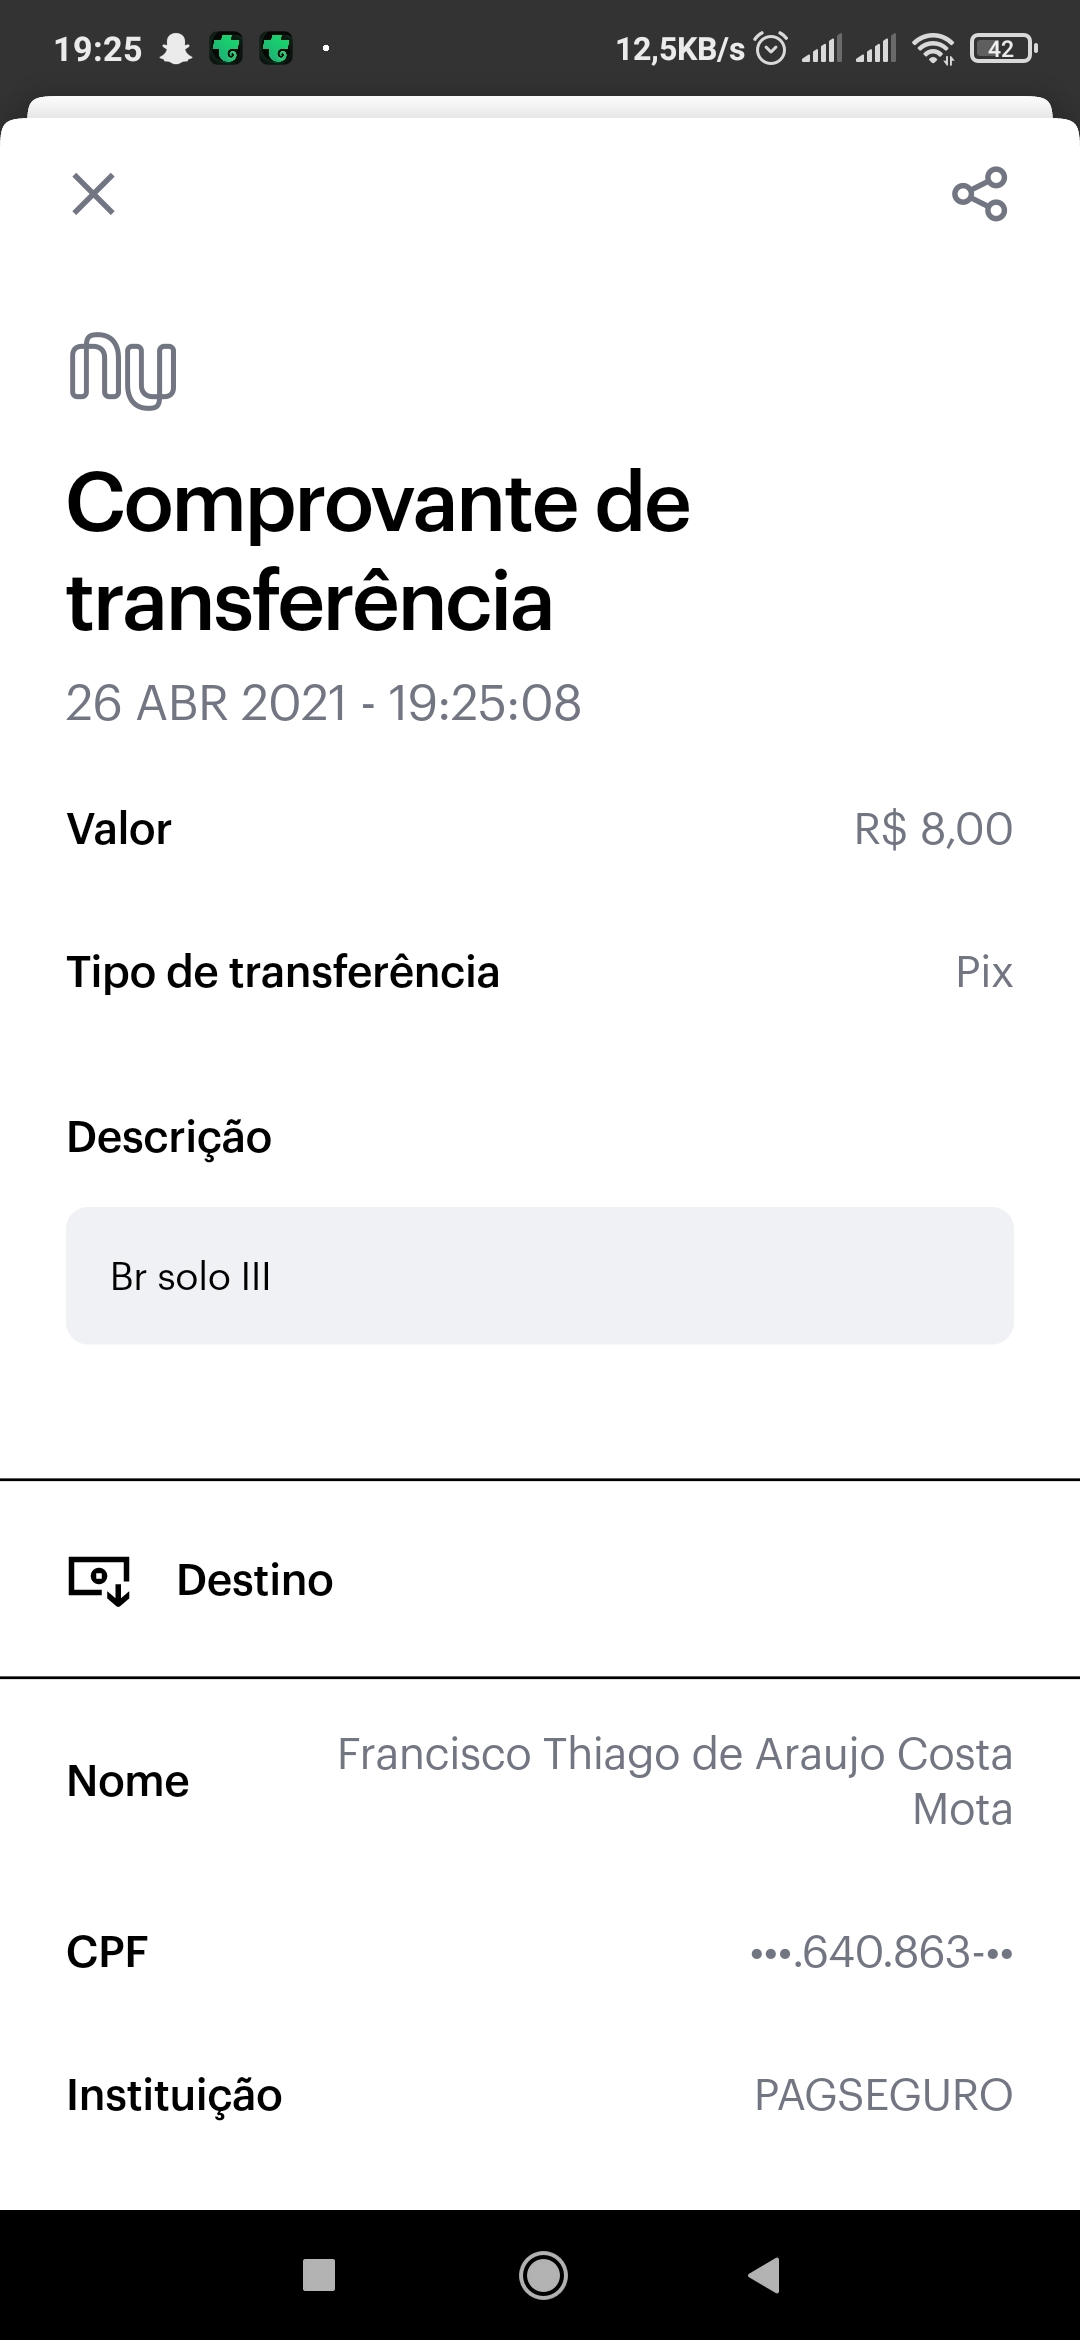 19:25 12,5KB/s 42
nu
Comprovante de
transferência
26 ABR 2021 - 19:25:08
Valor R$ 8,00
Tipo de transferência Pix
Descrição
Br solo III
Destino
Nome Francisco Thiago de Araujo Costa
Mota
CPF •••.640.863-••
Instituição PAGSEGURO